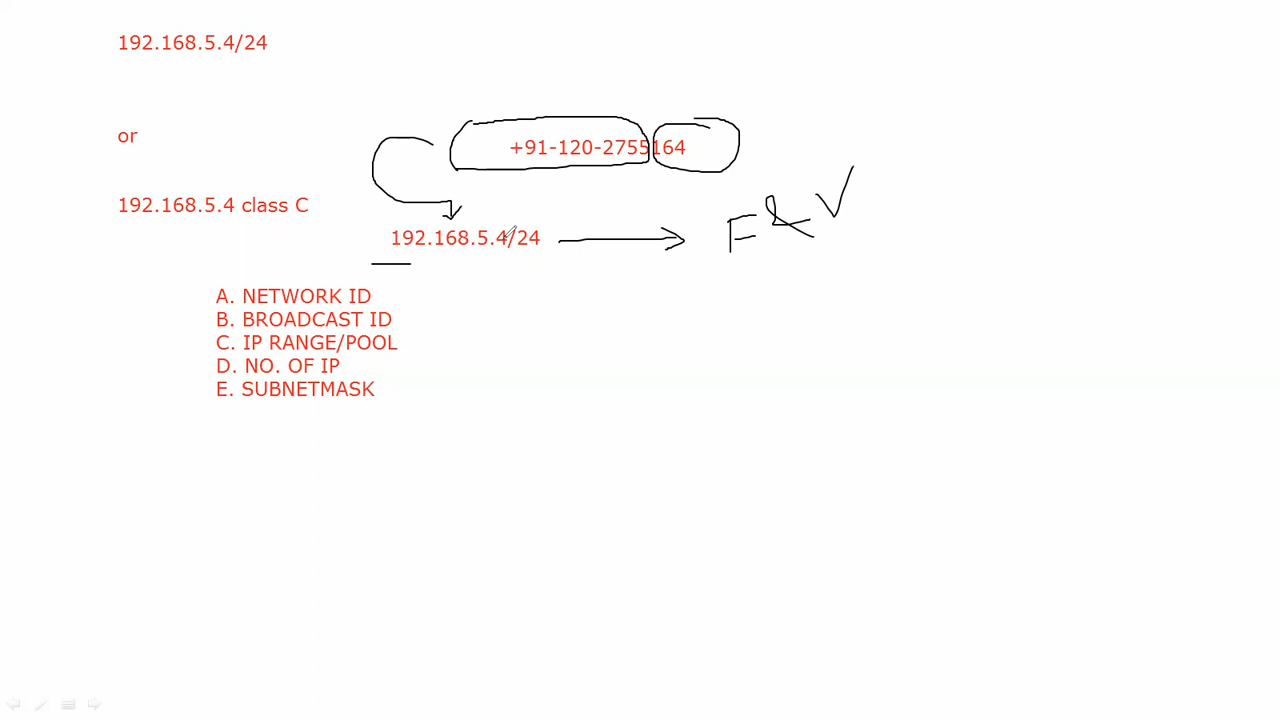 192.168.5.4/24
or
+91-120-2755164
192.168.5.4 class C
192.168.5.4/24
F & V
A. NETWORK ID
B. BROADCAST ID
C. IP RANGE/POOL
D. NO. OF IP
E. SUBNETMASK